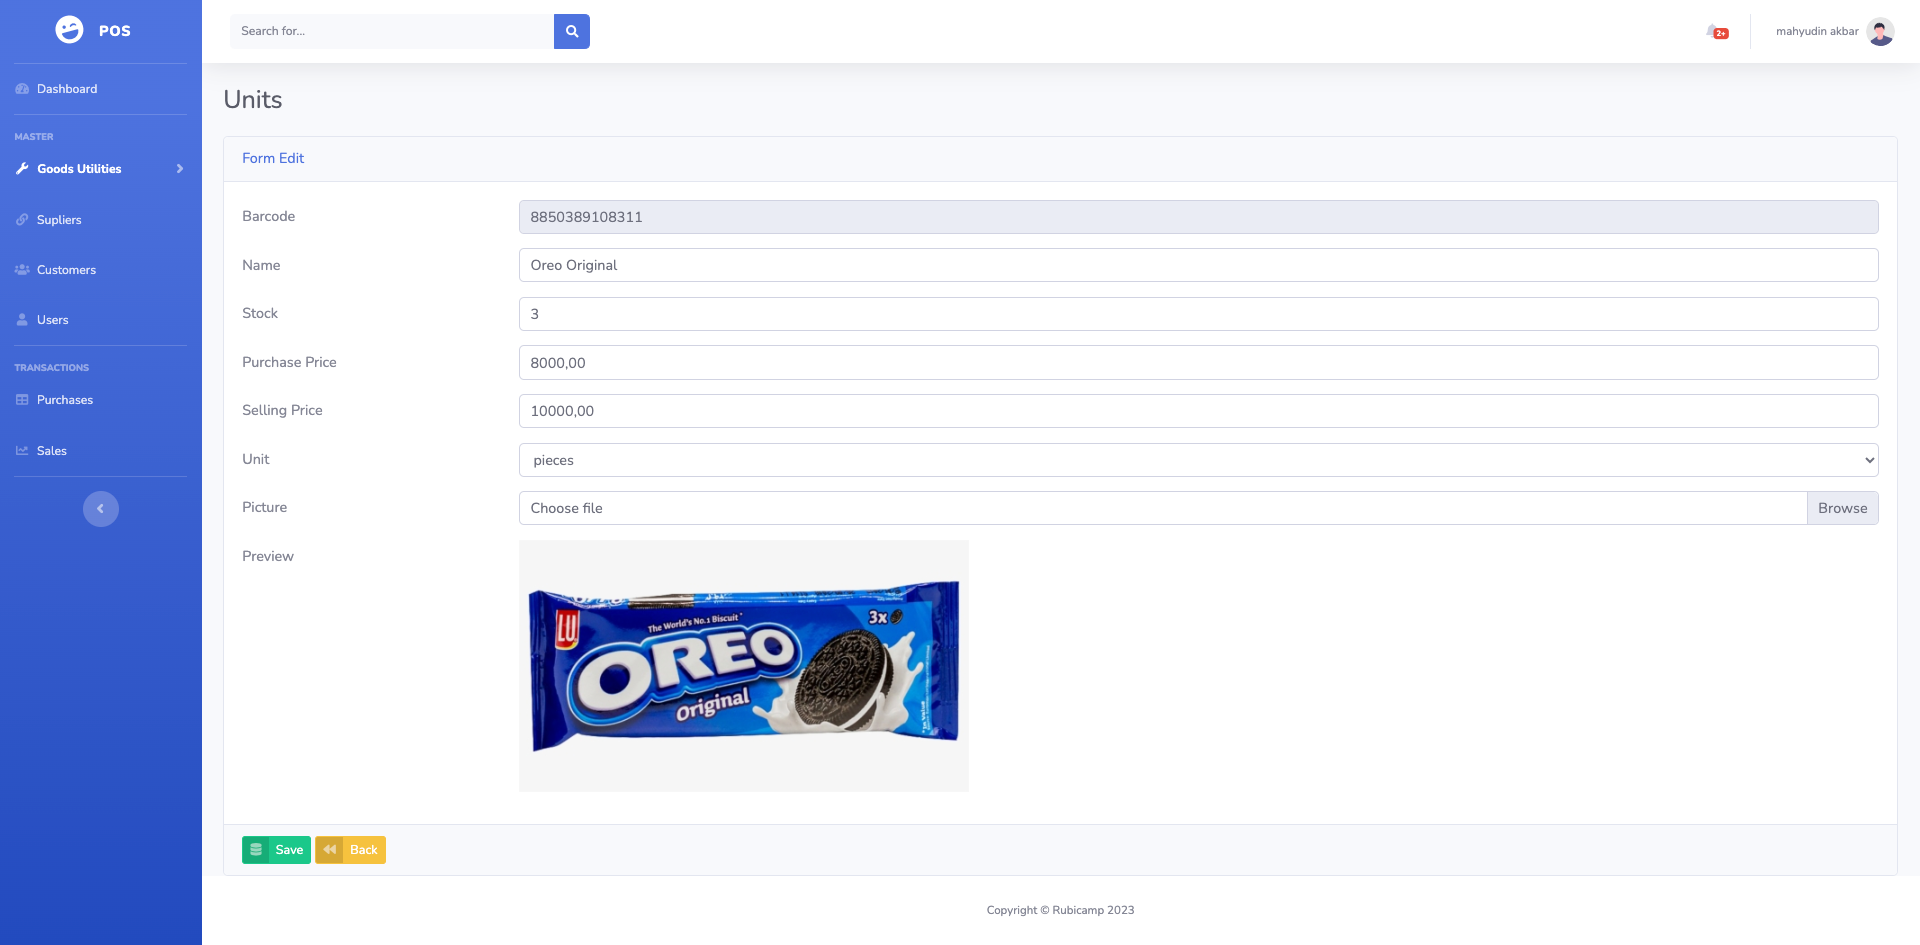 POS
Search for...
2+
mahyudin akbar
Dashboard
MASTER
Goods Utilities
Supliers
Customers
Users
TRANSACTIONS
Purchases
Sales
Units
Form Edit
Barcode
8850389108311
Name
Oreo Original
Stock
3
Purchase Price
8000,00
Selling Price
10000,00
Unit
pieces
Picture
Choose file
Browse
Preview
LU
The World's No.1 Biscuit
3x
OREO
Original
Save
Back
Copyright © Rubicamp 2023